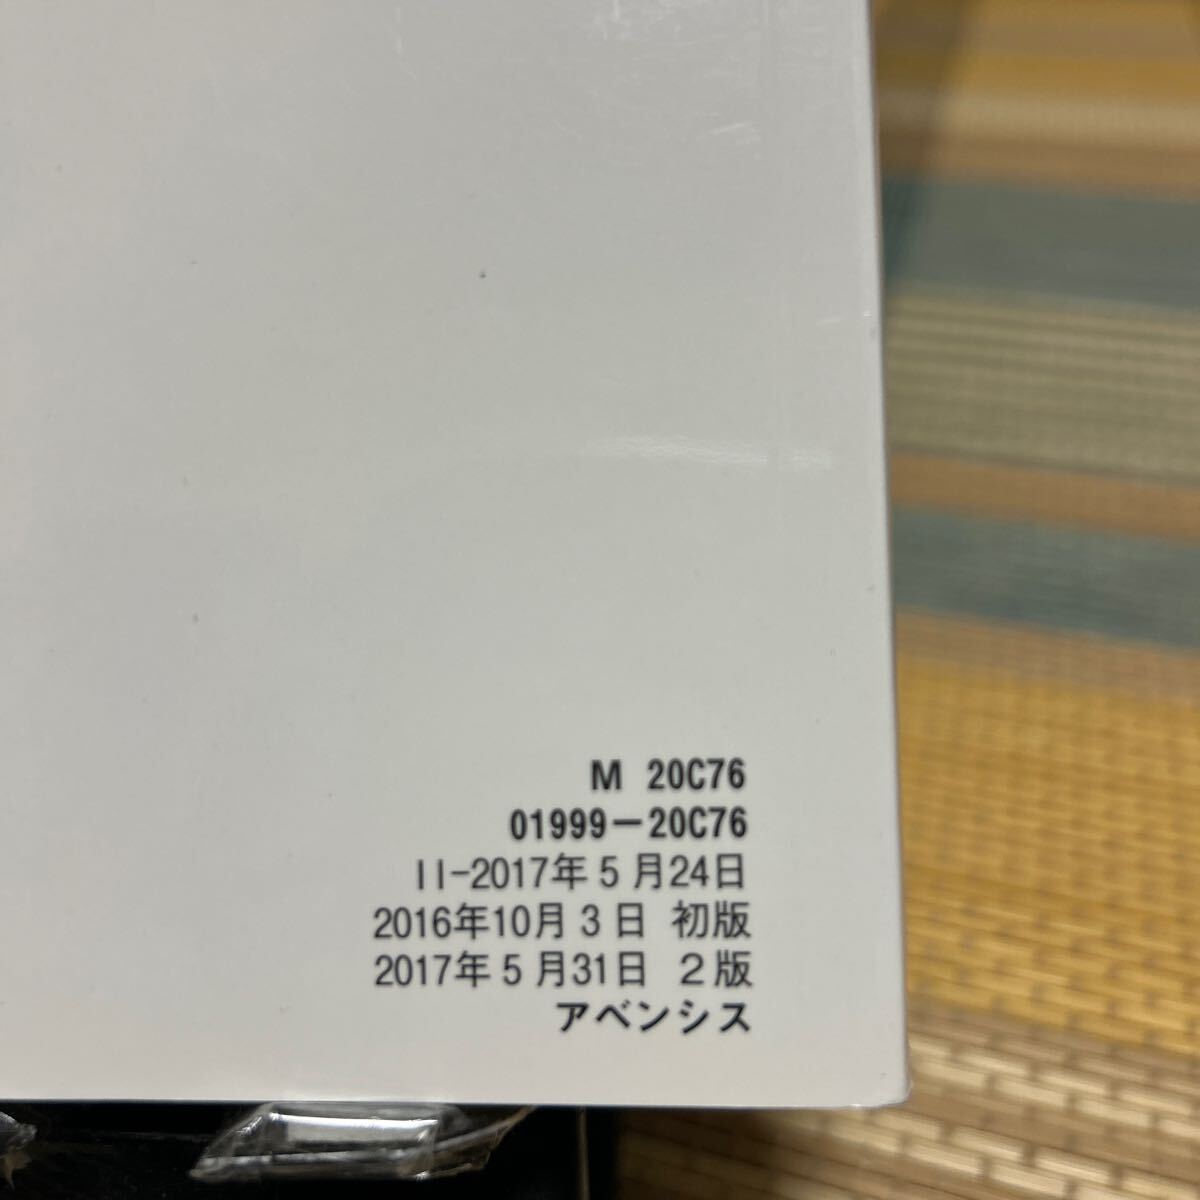 M 20C76
01999-20C76
II-2017年5月24日
2016年10月3日 初版
2017年5月31日 2版
アベンシス